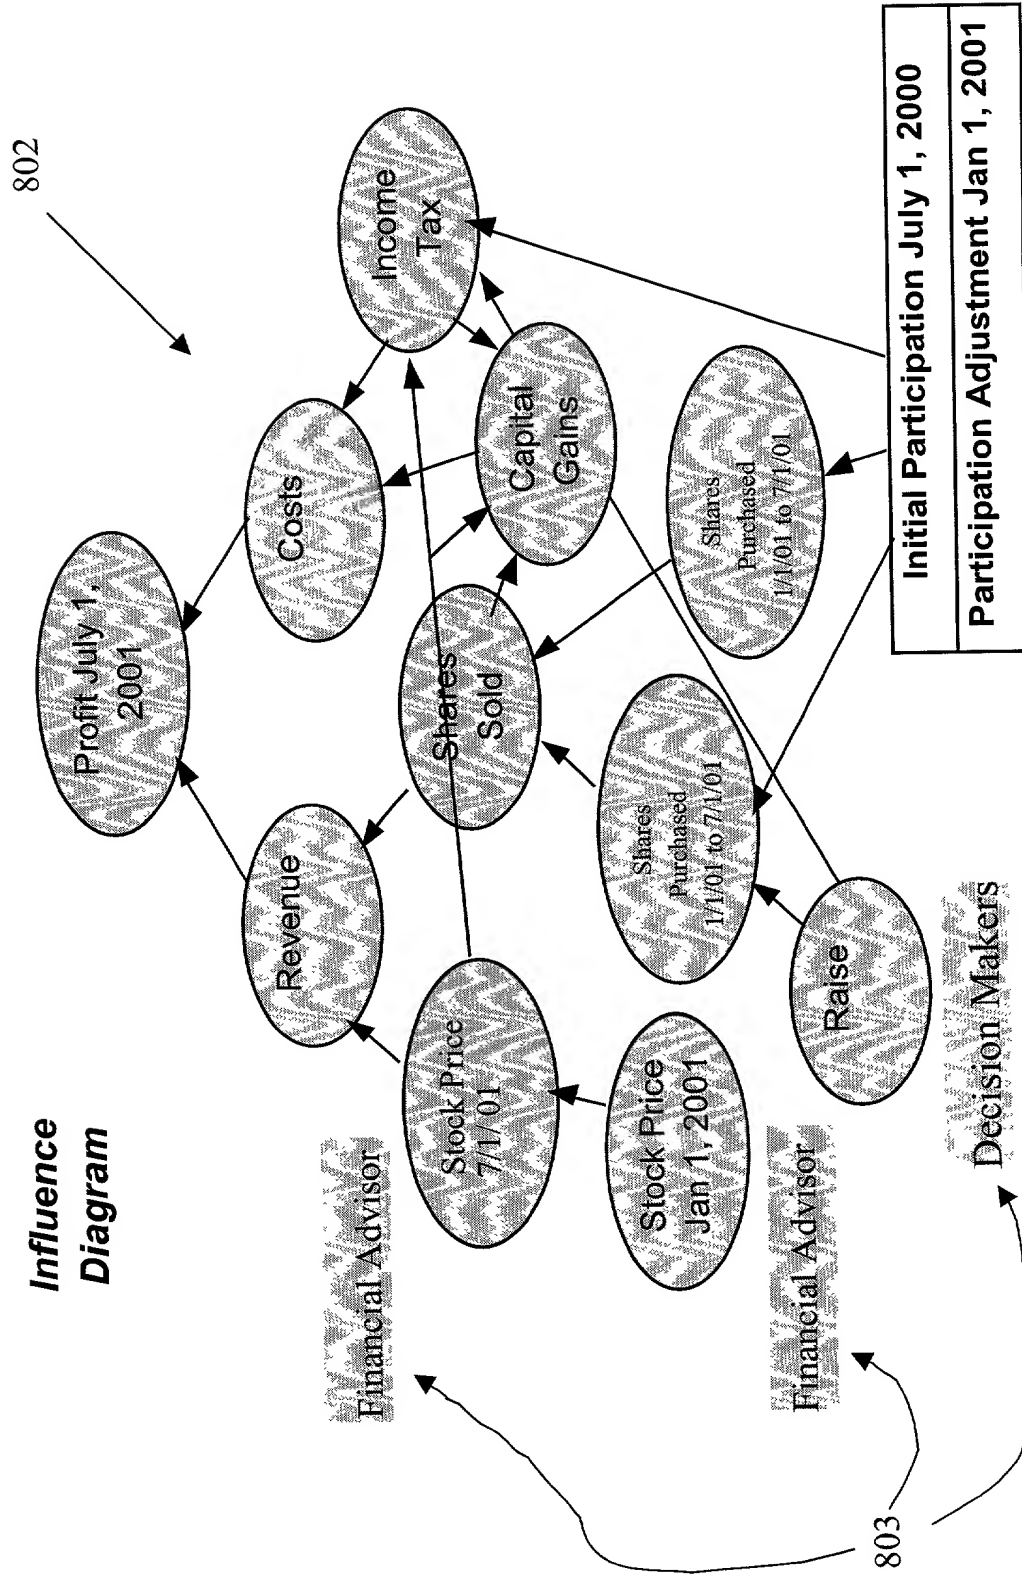 Influence
Diagram
802
Profit July 1,
2001
Revenue
Costs
Income
Tax
Financial Advisor
Stock Price
7/1/ 01
Shares
Sold
Capital
Gains
Stock Price
Jan 1, 2001
Shares
Purchased
1/1/01 to 7/1/01
Shares
Purchased
1/1/01 to 7/1/01
Financial Advisor
Raise
803
Decision Makers
Initial Participation July 1, 2000
Participation Adjustment Jan 1, 2001